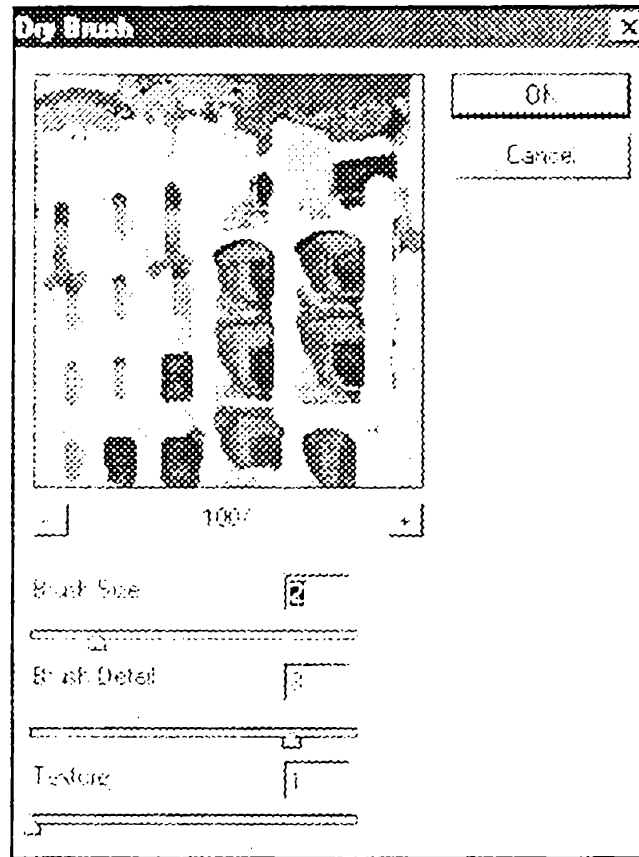 Dry Brush
OK
Cancel
-
100%
+
Brush Size
2
Brush Detail
8
Texture
1